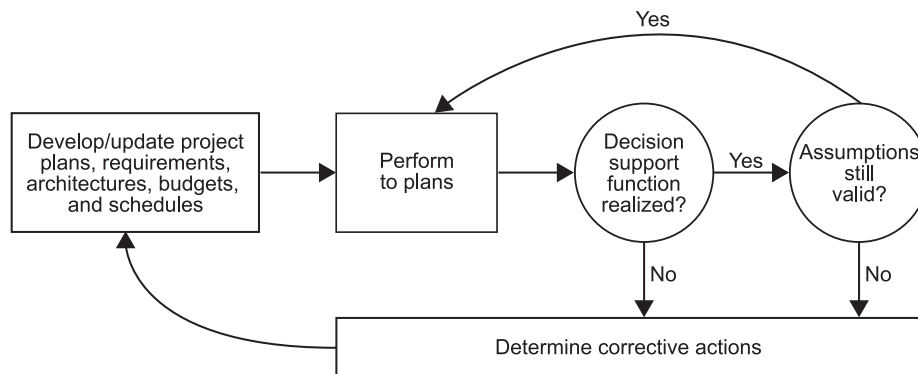 Yes
Develop/update project
plans, requirements,
architectures, budgets,
and schedules
Perform
to plans
Decision
support
function
realized?
Yes
Assumptions
still
valid?
No
No
Determine corrective actions